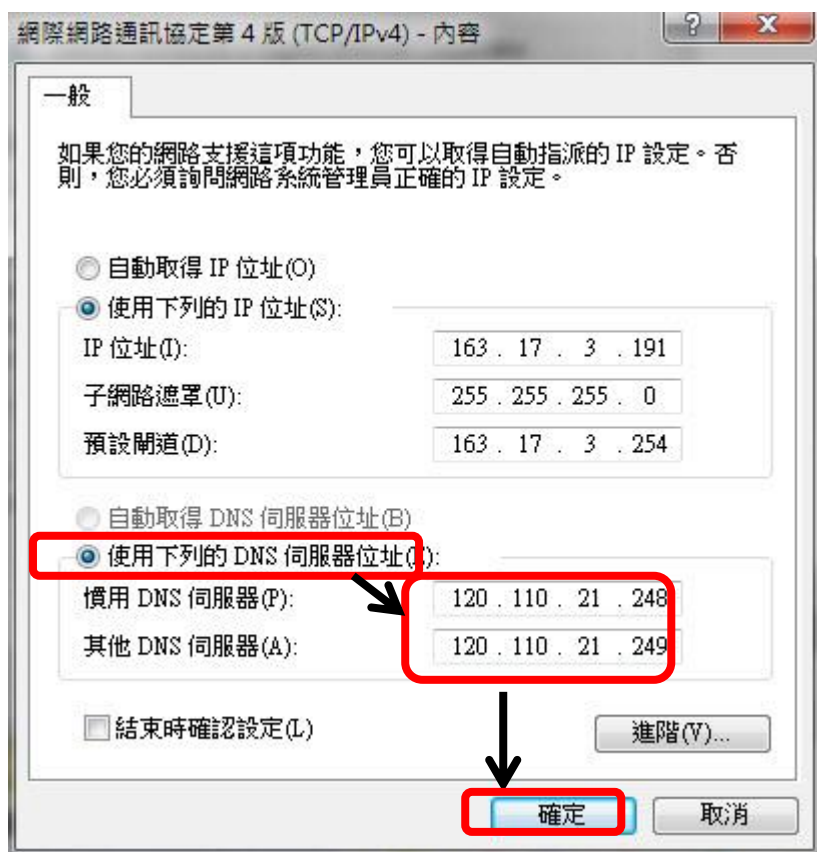 網際網路通訊協定第 4 版 (TCP/IPv4) - 內容
?
X
一般
如果您的網路支援這項功能，您可以取得自動指派的 IP 設定。否
則，您必須詢問網路系統管理員正確的 IP 設定。
自動取得 IP 位址(O)
使用下列的 IP 位址(S):
IP 位址(I): 163 . 17 . 3 . 191
子網路遮罩(U): 255 . 255 . 255 . 0
預設閘道(D): 163 . 17 . 3 . 254
自動取得 DNS 伺服器位址(B)
使用下列的 DNS 伺服器位址( ):
慣用 DNS 伺服器(P): 120 . 110 . 21 . 248
其他 DNS 伺服器(A): 120 . 110 . 21 . 249
結束時確認設定(L) 進階(V)...
確定 取消